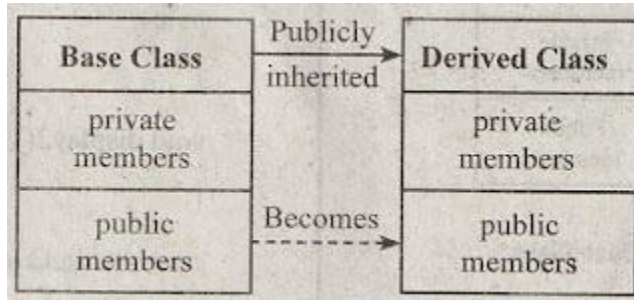 Base Class
private
members
public
members
Publicly
inherited
Becomes
Derived Class
private
members
public
members